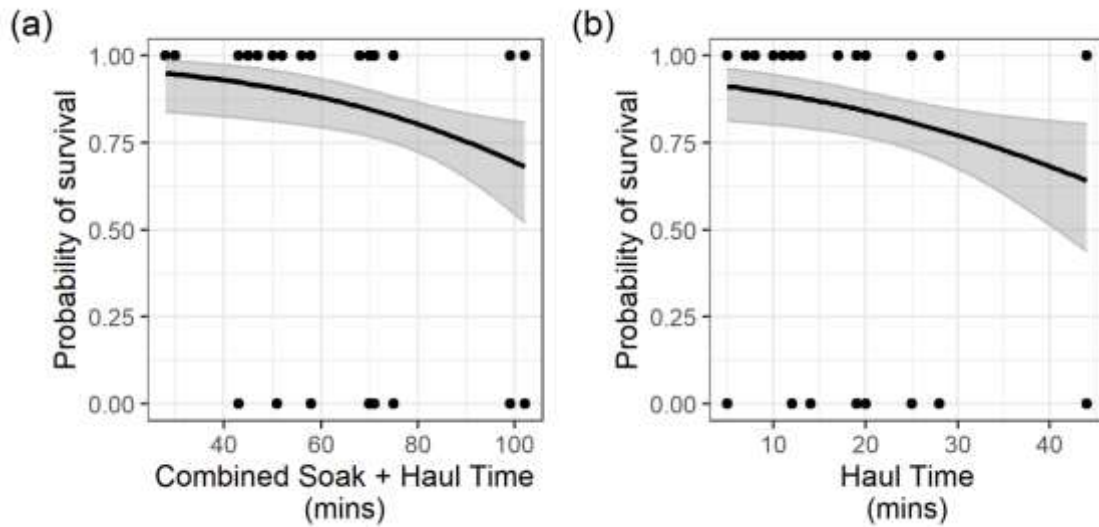 (a)
Probability of survival
1.00
0.75
0.50
0.25
0.00
40 60 80 100
Combined Soak + Haul Time
(mins)
(b)
Probability of survival
1.00
0.75
0.50
0.25
0.00
10 20 30 40
Haul Time
(mins)